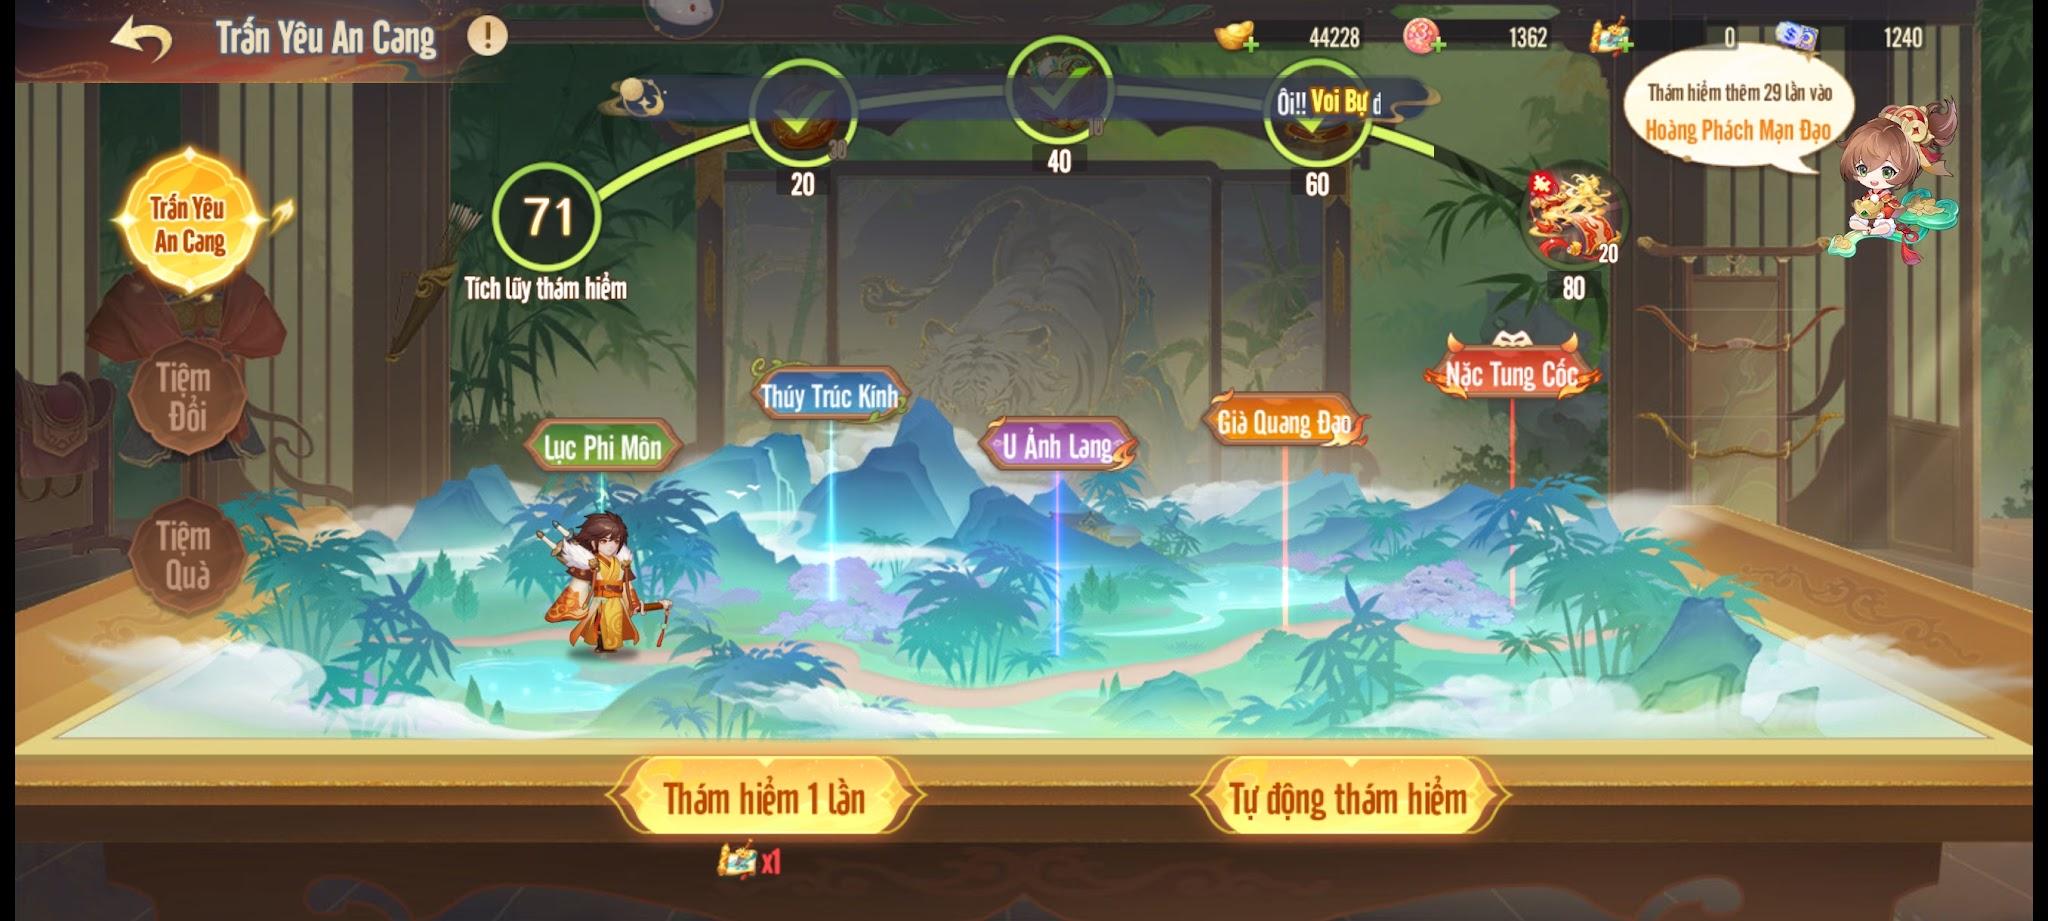 Trấn Yêu An Cang
!
44228
1362
0
1240
Ôi!! Voi Bự đ
Thám hiểm thêm 29 lần vào
Hoàng Phách Mạn Đạo
Trấn Yêu
An Cang
Tiệm
Đổi
Tiệm
Quà
71
Tích lũy thám hiểm
30
20
10
40
60
20
80
Lục Phi Môn
Thúy Trúc Kính
U Ảnh Lang
Già Quang Đạo
Nặc Tung Cốc
Thám hiểm 1 lần
x1
Tự động thám hiểm